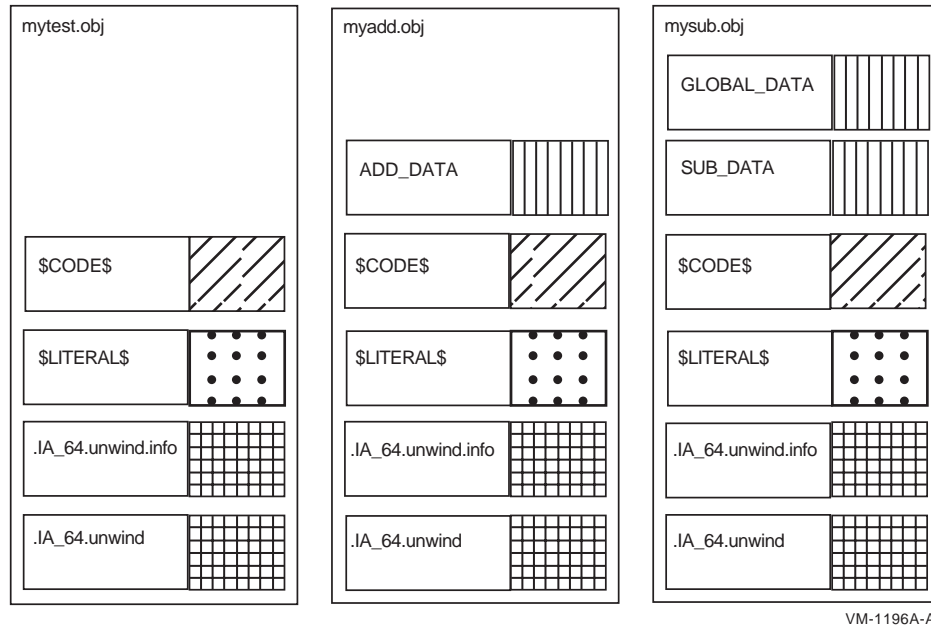 mytest.obj
$CODE$
$LITERAL$
.IA_64.unwind.info
.IA_64.unwind
myadd.obj
ADD_DATA
$CODE$
$LITERAL$
.IA_64.unwind.info
.IA_64.unwind
mysub.obj
GLOBAL_DATA
SUB_DATA
$CODE$
$LITERAL$
.IA_64.unwind.info
.IA_64.unwind
VM-1196A-A